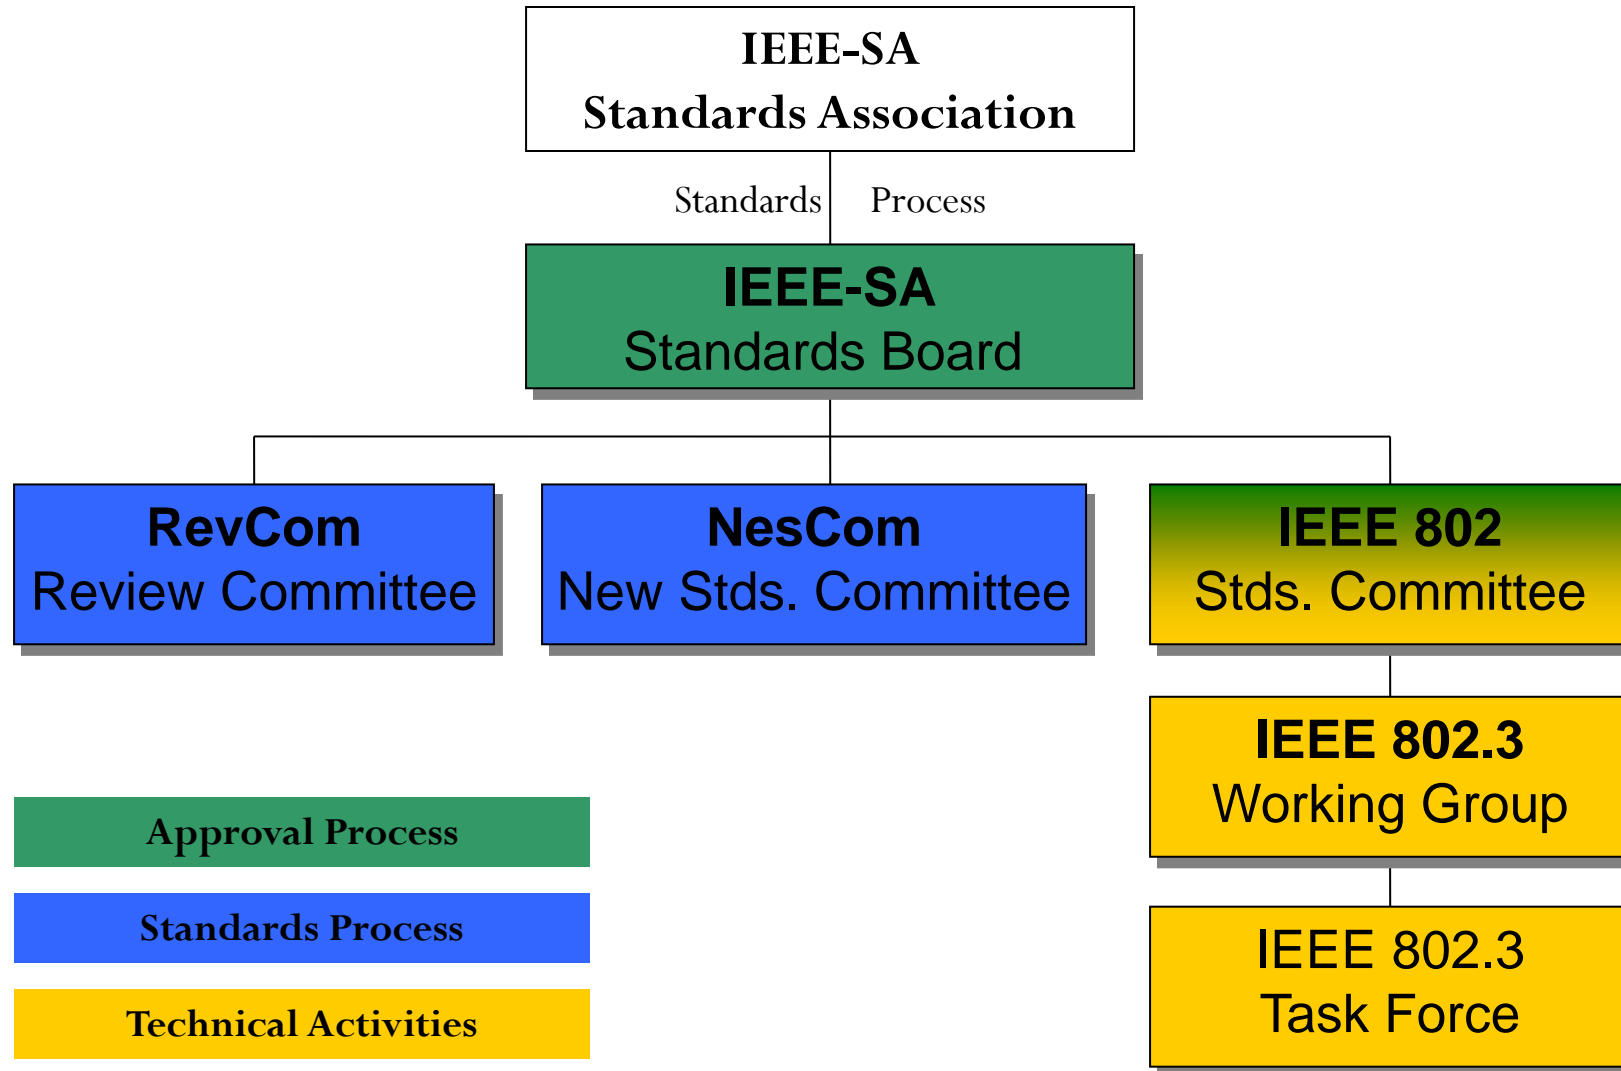 IEEE-SA
Standards Association
Standards Process
IEEE-SA
Standards Board
RevCom
Review Committee
NesCom
New Stds. Committee
IEEE 802
Stds. Committee
IEEE 802.3
Working Group
IEEE 802.3
Task Force
Approval Process
Standards Process
Technical Activities